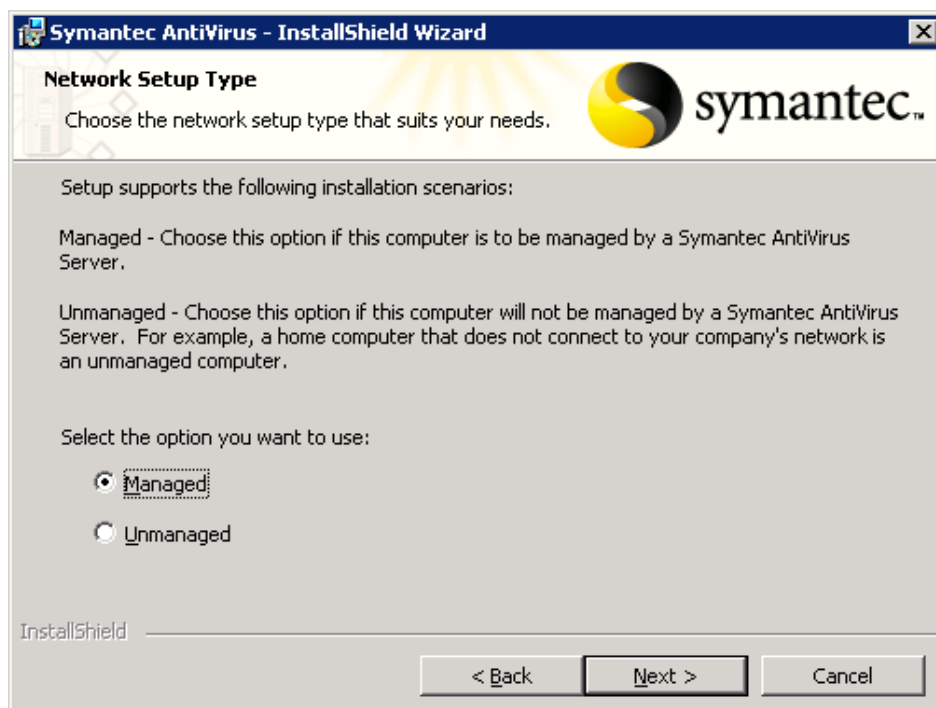 Symantec AntiVirus - InstallShield Wizard
Network Setup Type
Choose the network setup type that suits your needs.
symantec™
Setup supports the following installation scenarios:
Managed - Choose this option if this computer is to be managed by a Symantec AntiVirus
Server.
Unmanaged - Choose this option if this computer will not be managed by a Symantec AntiVirus
Server.  For example, a home computer that does not connect to your company's network is
an unmanaged computer.
Select the option you want to use:
Managed
Unmanaged
InstallShield
< Back
Next >
Cancel